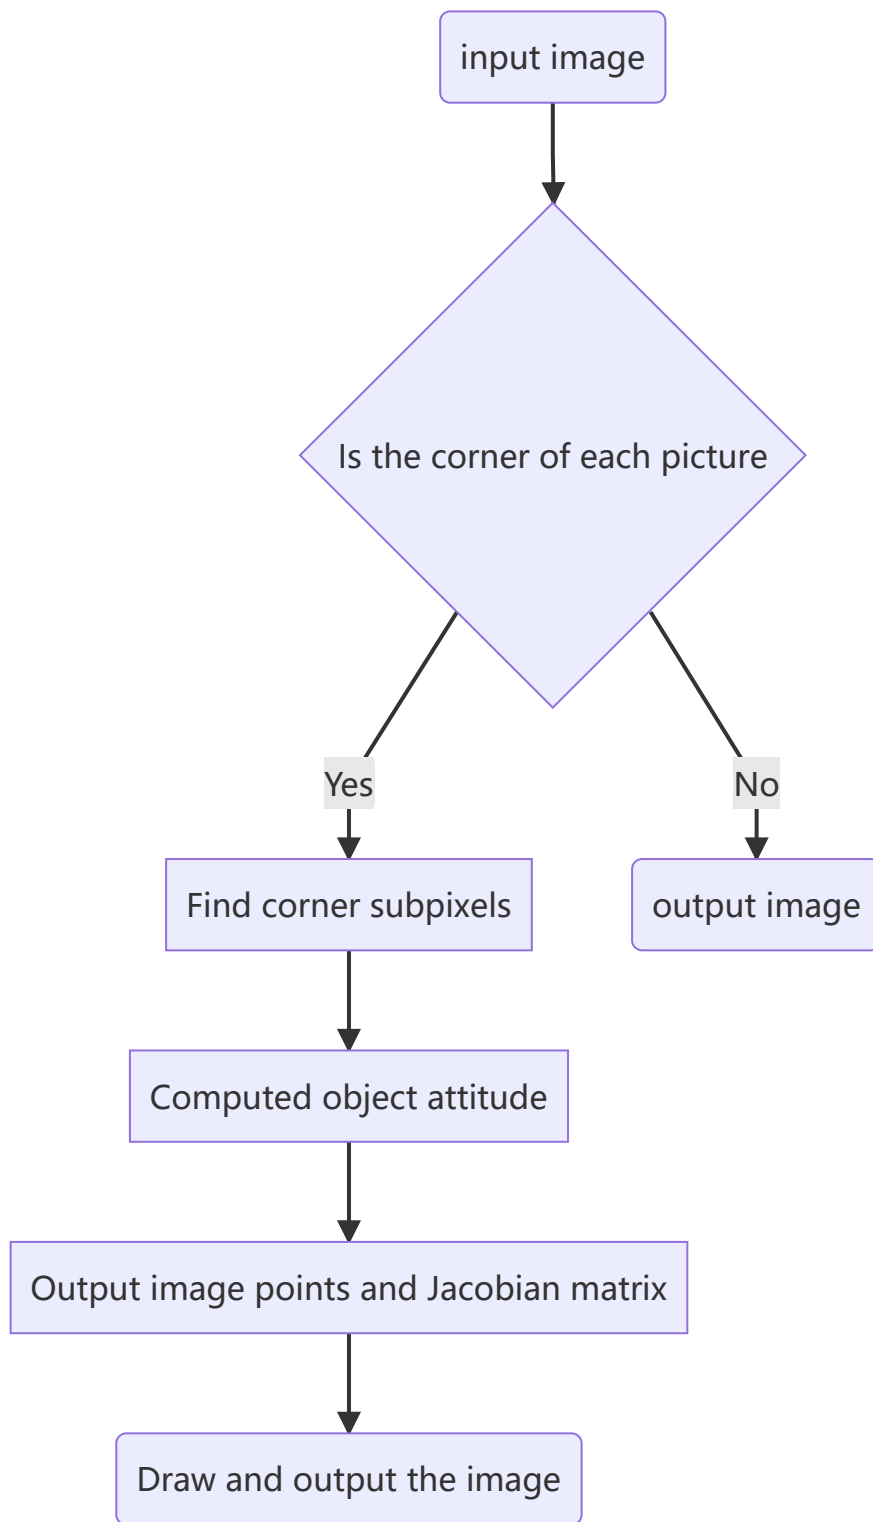 input image
Is the corner of each picture
Yes
No
Find corner subpixels
output image
Computed object attitude
Output image points and Jacobian matrix
Draw and output the image